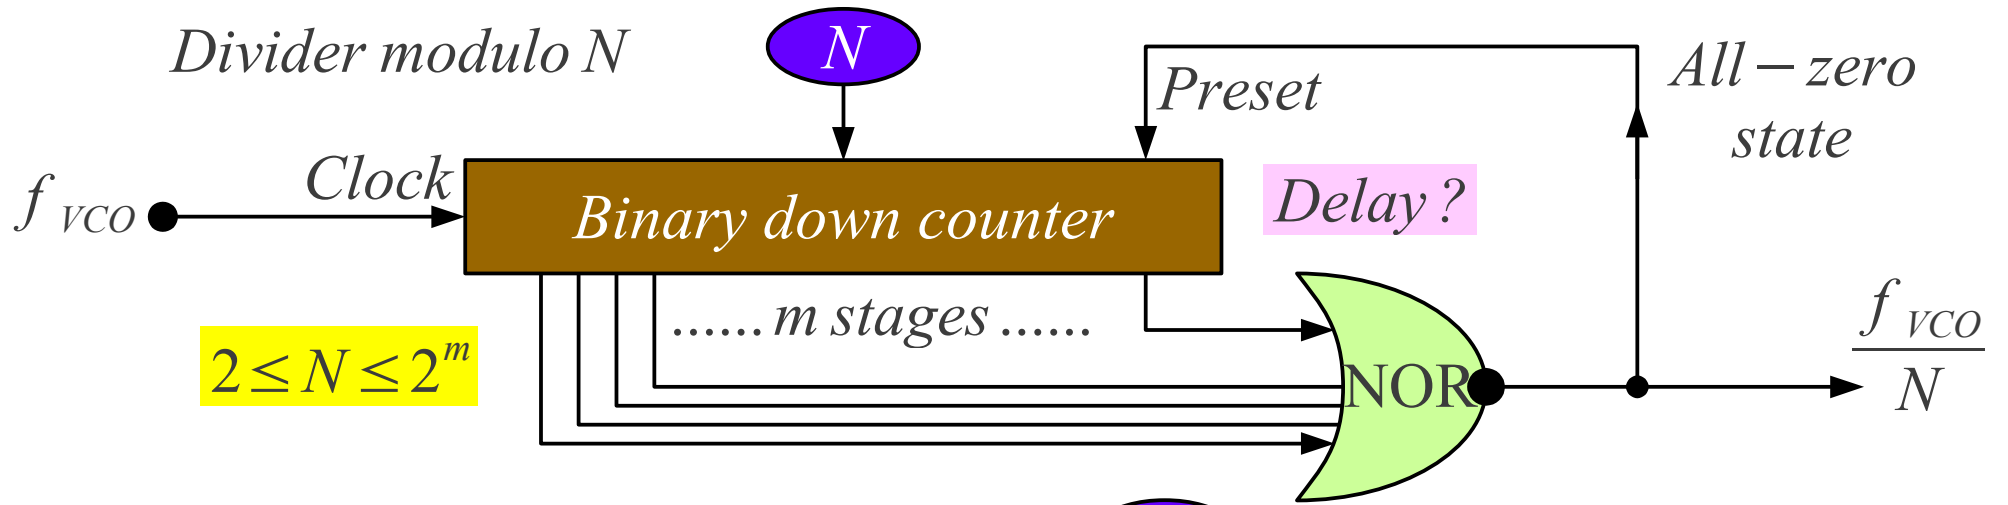 Divider modulo N
N
Preset
All – zero
state
f VCO
Clock
Binary down counter
Delay ?
2 ≤ N ≤ 2^m
...... m stages ......
NOR
f VCO
N